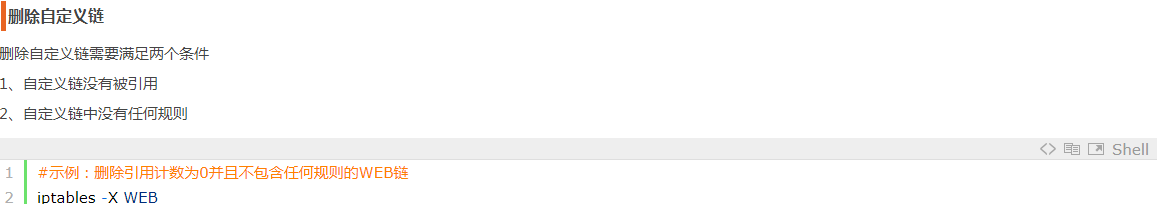 删除自定义链
删除自定义链需要满足两个条件
1、自定义链没有被引用
2、自定义链中没有任何规则
<> Shell
1 #示例：删除引用计数为0并且不包含任何规则的WEB链
2 iptables -X WEB